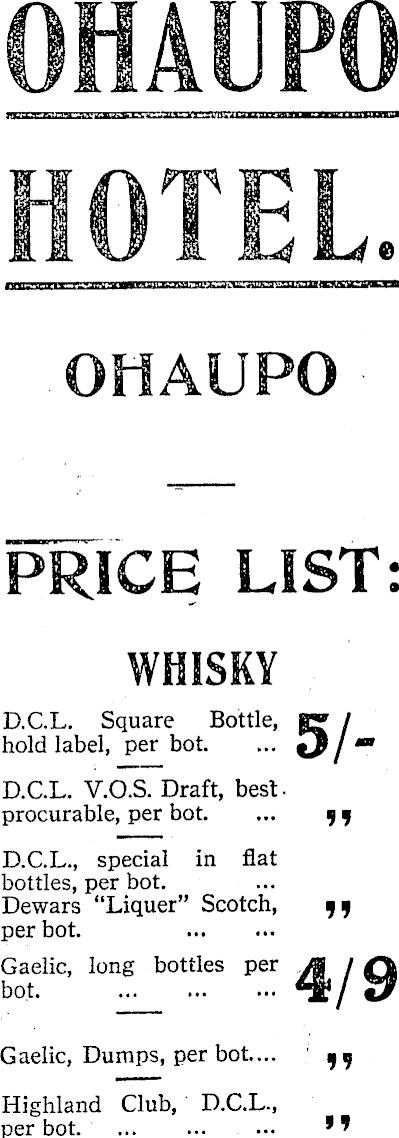 OHAUPO
HOTEL.
OHAUPO
PRICE LIST:
WHISKY
D.C.L. Square Bottle,
hold label, per bot. ... 5/-
D.C.L. V.O.S. Draft, best
procurable, per bot. ... ,,
D.C.L., special in flat
bottles, per bot. ...
Dewars "Liquer" Scotch, ,,
per bot. ... ...
Gaelic, long bottles per
bot. ... ... ... 4/9
Gaelic, Dumps, per bot.... ,,
Highland Club, D.C.L.,
per bot. ... ... ... ,,